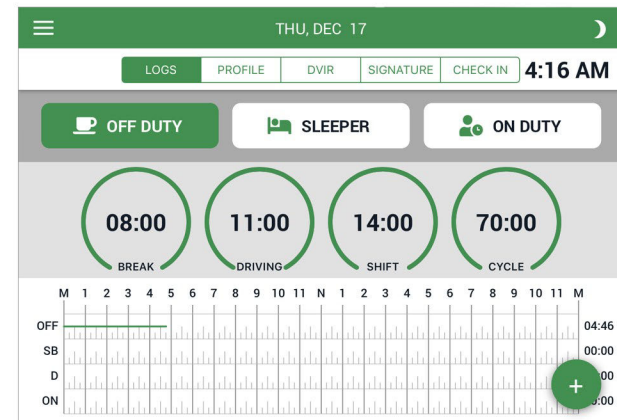 THU, DEC 17
LOGS PROFILE DVIR SIGNATURE CHECK IN 4:16 AM
OFF DUTY SLEEPER ON DUTY
08:00 11:00 14:00 70:00
BREAK DRIVING SHIFT CYCLE
M 1 2 3 4 5 6 7 8 9 10 11 N 1 2 3 4 5 6 7 8 9 10 11 M
OFF 04:46
SB 00:00
D :00
ON + :00